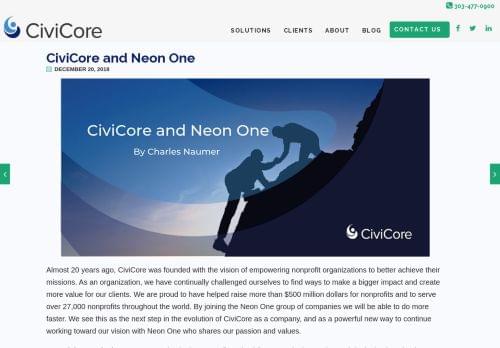 303-477-0900
CiviCore
SOLUTIONS CLIENTS ABOUT BLOG CONTACT US
CiviCore and Neon One
DECEMBER 20, 2018
CiviCore and Neon One
By Charles Naumer
CiviCore
Almost 20 years ago, CiviCore was founded with the vision of empowering nonprofit organizations to better achieve their
missions. As an organization, we have continually challenged ourselves to find ways to make a bigger impact and create
more value for our clients. We are proud to have helped raise more than $500 million dollars for nonprofits and to serve
over 27,000 nonprofits throughout the world. By joining the Neon One group of companies we will be able to do more
faster. We see this as the next step in the evolution of CiviCore as a company, and as a powerful new way to continue
working toward our vision with Neon One who shares our passion and values.